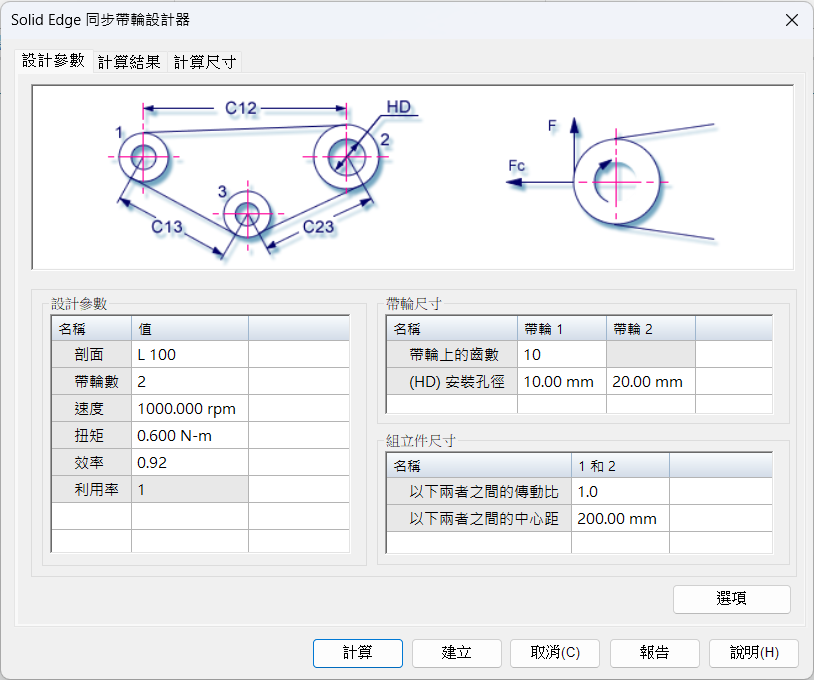 Solid Edge 同步帶輪設計器
設計參數 計算結果 計算尺寸
C12
HD
1
2
3
C13
C23
F
Fc
設計參數
名稱 值
剖面 L 100
帶輪數 2
速度 1000.000 rpm
扭矩 0.600 N-m
效率 0.92
利用率 1
帶輪尺寸
名稱 帶輪 1 帶輪 2
帶輪上的齒數 10
(HD) 安裝孔徑 10.00 mm 20.00 mm
組立件尺寸
名稱 1 和 2
以下兩者之間的傳動比 1.0
以下兩者之間的中心距 200.00 mm
選項
計算 建立 取消(C) 報告 說明(H)